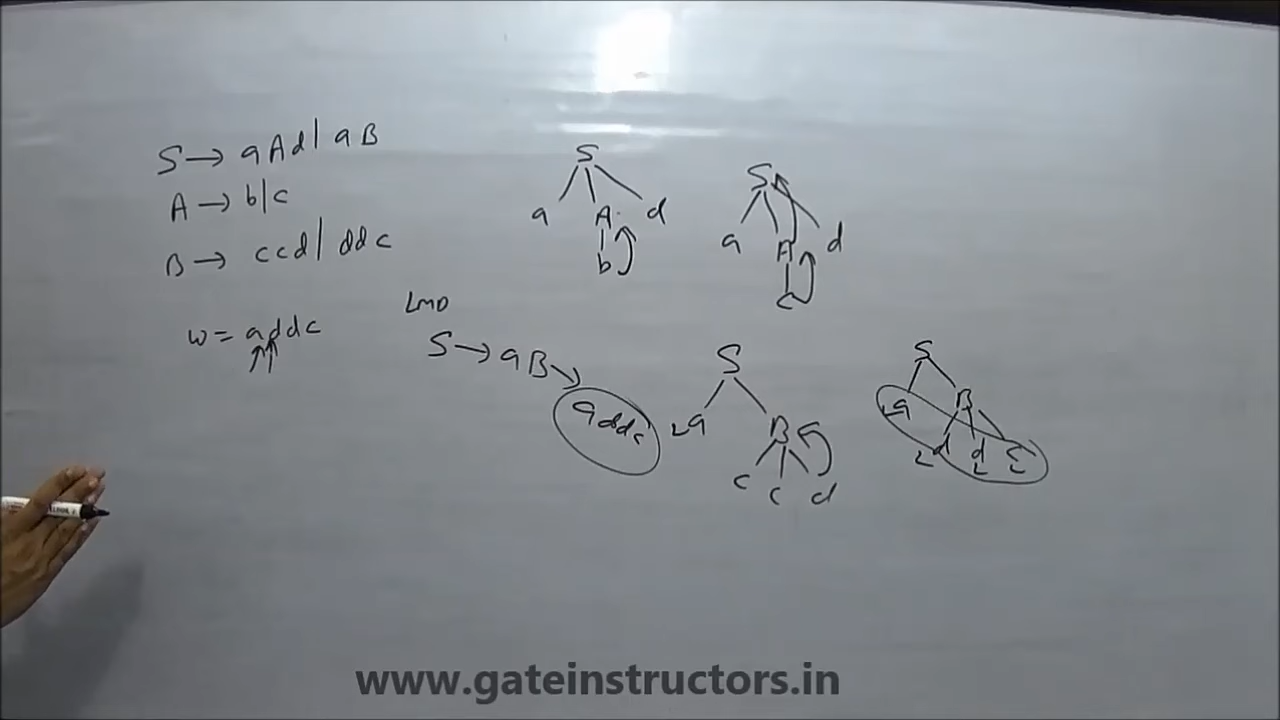 S → aAd | aB
A → b|c
B → ccd | ddc
w = addc
LMD
S → aB → addc
S
a A d
b
S
a A d
c
S
a B
c c d
S
a B
d d c
www.gateinstructors.in